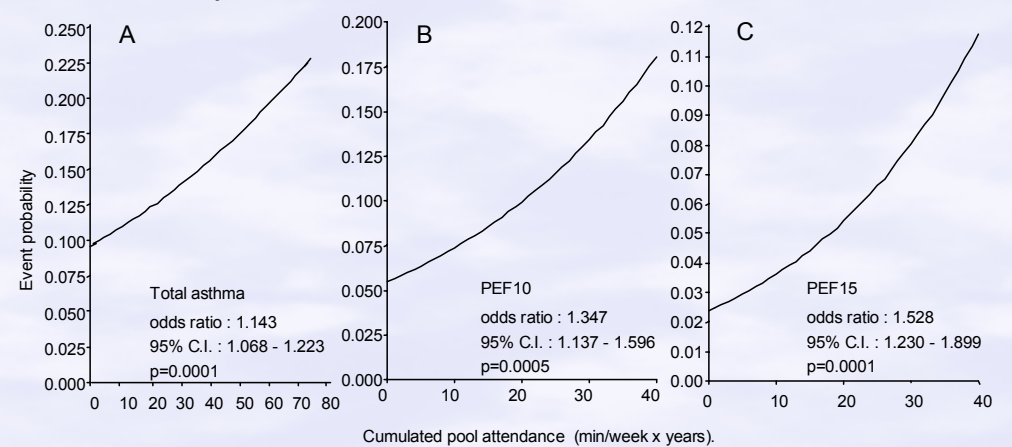 A
B
C
Event probability
0.250
0.225
0.200
0.175
0.150
0.125
0.100
0.075
0.050
0.025
0.000
Total asthma
odds ratio : 1.143
95% C.I. : 1.068 - 1.223
p=0.0001
0 10 20 30 40 50 60 70 80
0.200
0.175
0.150
0.125
0.100
0.075
0.050
0.025
0.000
PEF10
odds ratio : 1.347
95% C.I. : 1.137 - 1.596
p=0.0005
0 10 20 30 40
0.12
0.11
0.10
0.09
0.08
0.07
0.06
0.05
0.04
0.03
0.02
0.01
0.00
PEF15
odds ratio : 1.528
95% C.I. : 1.230 - 1.899
p=0.0001
0 10 20 30 40
Cumulated pool attendance (min/week x years).